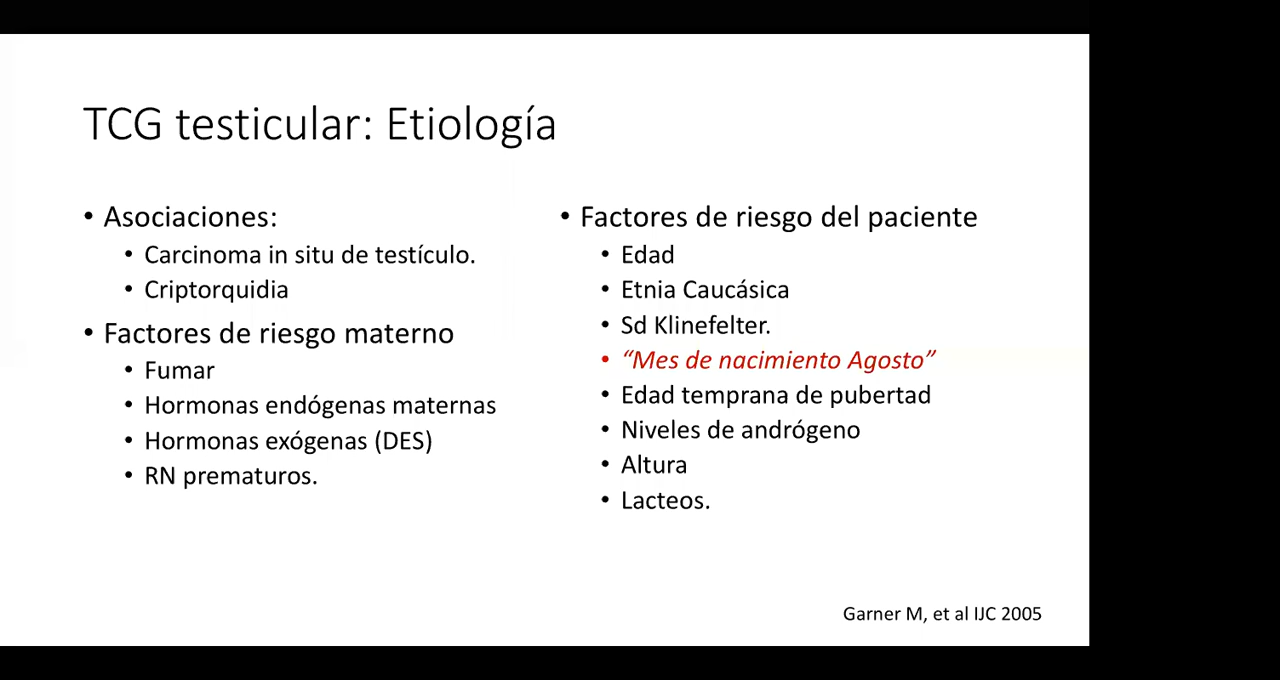 TCG testicular: Etiología
• Asociaciones:
• Carcinoma in situ de testículo.
• Criptorquidia
• Factores de riesgo materno
• Fumar
• Hormonas endógenas maternas
• Hormonas exógenas (DES)
• RN prematuros.
• Factores de riesgo del paciente
• Edad
• Etnia Caucásica
• Sd Klinefelter.
• “Mes de nacimiento Agosto”
• Edad temprana de pubertad
• Niveles de andrógeno
• Altura
• Lacteos.
Garner M, et al IJC 2005